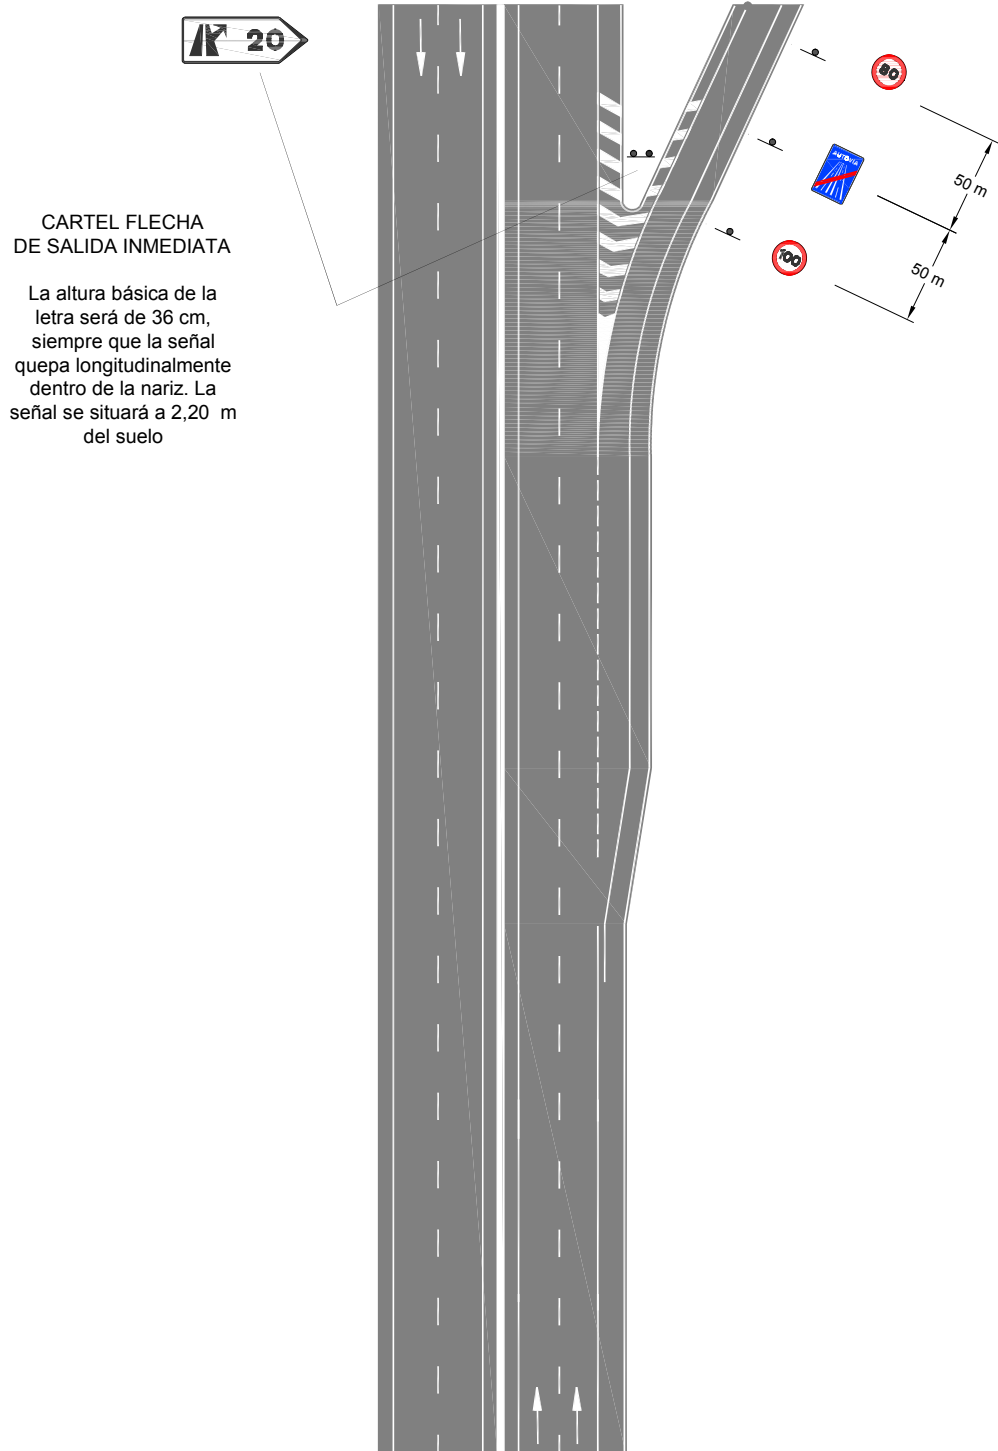 20
80
AUTOVÍA
50 m
100
50 m
CARTEL FLECHA
DE SALIDA INMEDIATA
La altura básica de la
letra será de 36 cm,
siempre que la señal
quepa longitudinalmente
dentro de la nariz. La
señal se situará a 2,20 m
del suelo